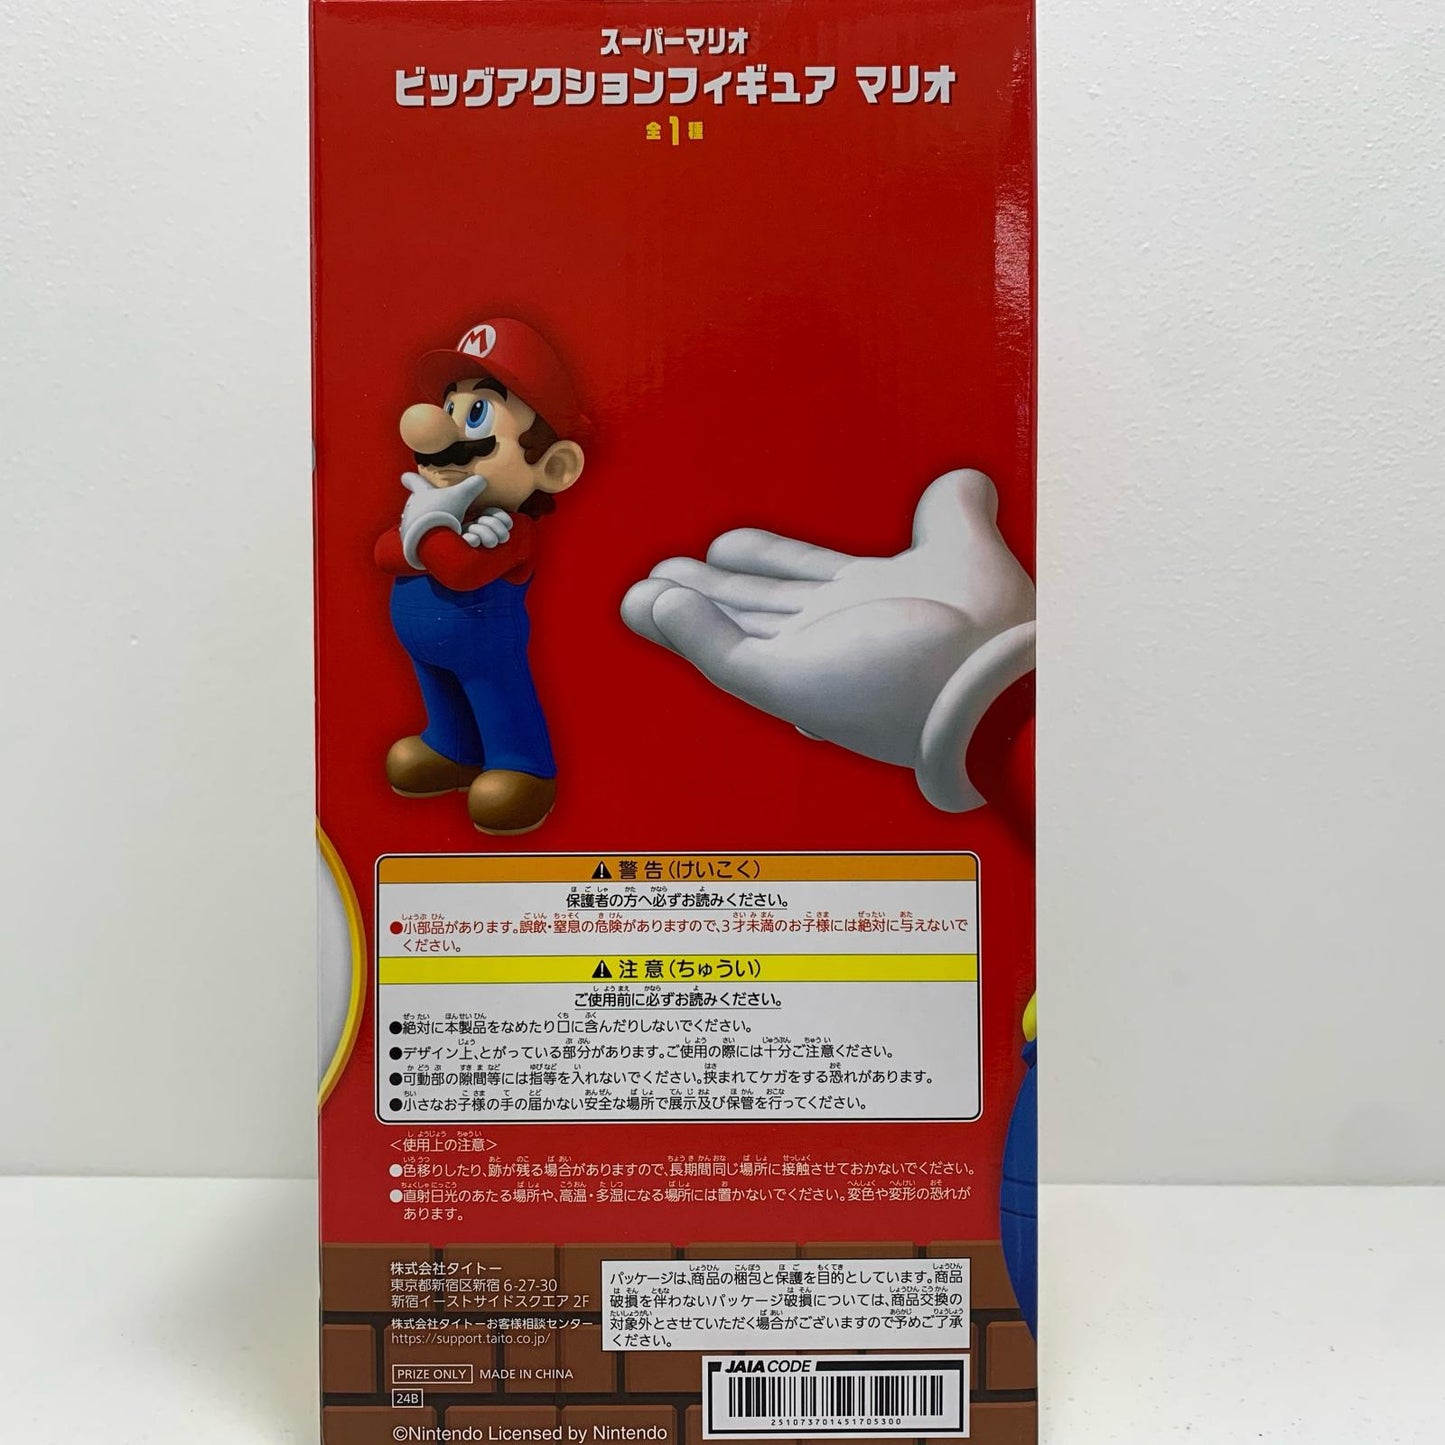 スーパーマリオ
ビッグアクションフィギュア マリオ
全1種
M
⚠警告(けいこく)
保護者の方へ必ずお読みください。
●小部品があります。誤飲・窒息の危険がありますので、3才未満のお子様には絶対に与えないで
ください。
⚠注意(ちゅうい)
ご使用前に必ずお読みください。
●絶対に本製品をなめたり口に含んだりしないでください。
●デザイン上、とがっている部分があります。ご使用の際には十分ご注意ください。
●可動部の隙間等には指等を入れないでください。挟まれてケガをする恐れがあります。
●小さなお子様の手の届かない安全な場所で展示及び保管を行ってください。
<使用上の注意>
●色移りしたり、跡が残る場合がありますので、長期間同じ場所に接触させておかないでください。
●直射日光のあたる場所や、高温・多湿になる場所には置かないでください。変色や変形の恐れが
あります。
株式会社タイトー
東京都新宿区新宿 6-27-30
新宿イーストサイドスクエア 2F
株式会社タイトーお客様相談センター
https://support.taito.co.jp/
パッケージは、商品の梱包と保護を目的としています。商品
破損を伴わないパッケージ破損については、商品交換の
対象外とさせていただく場合がございますので予めご了承
ください。
PRIZE ONLY MADE IN CHINA
24B
JAIA CODE
251073701451705300
©Nintendo Licensed by Nintendo